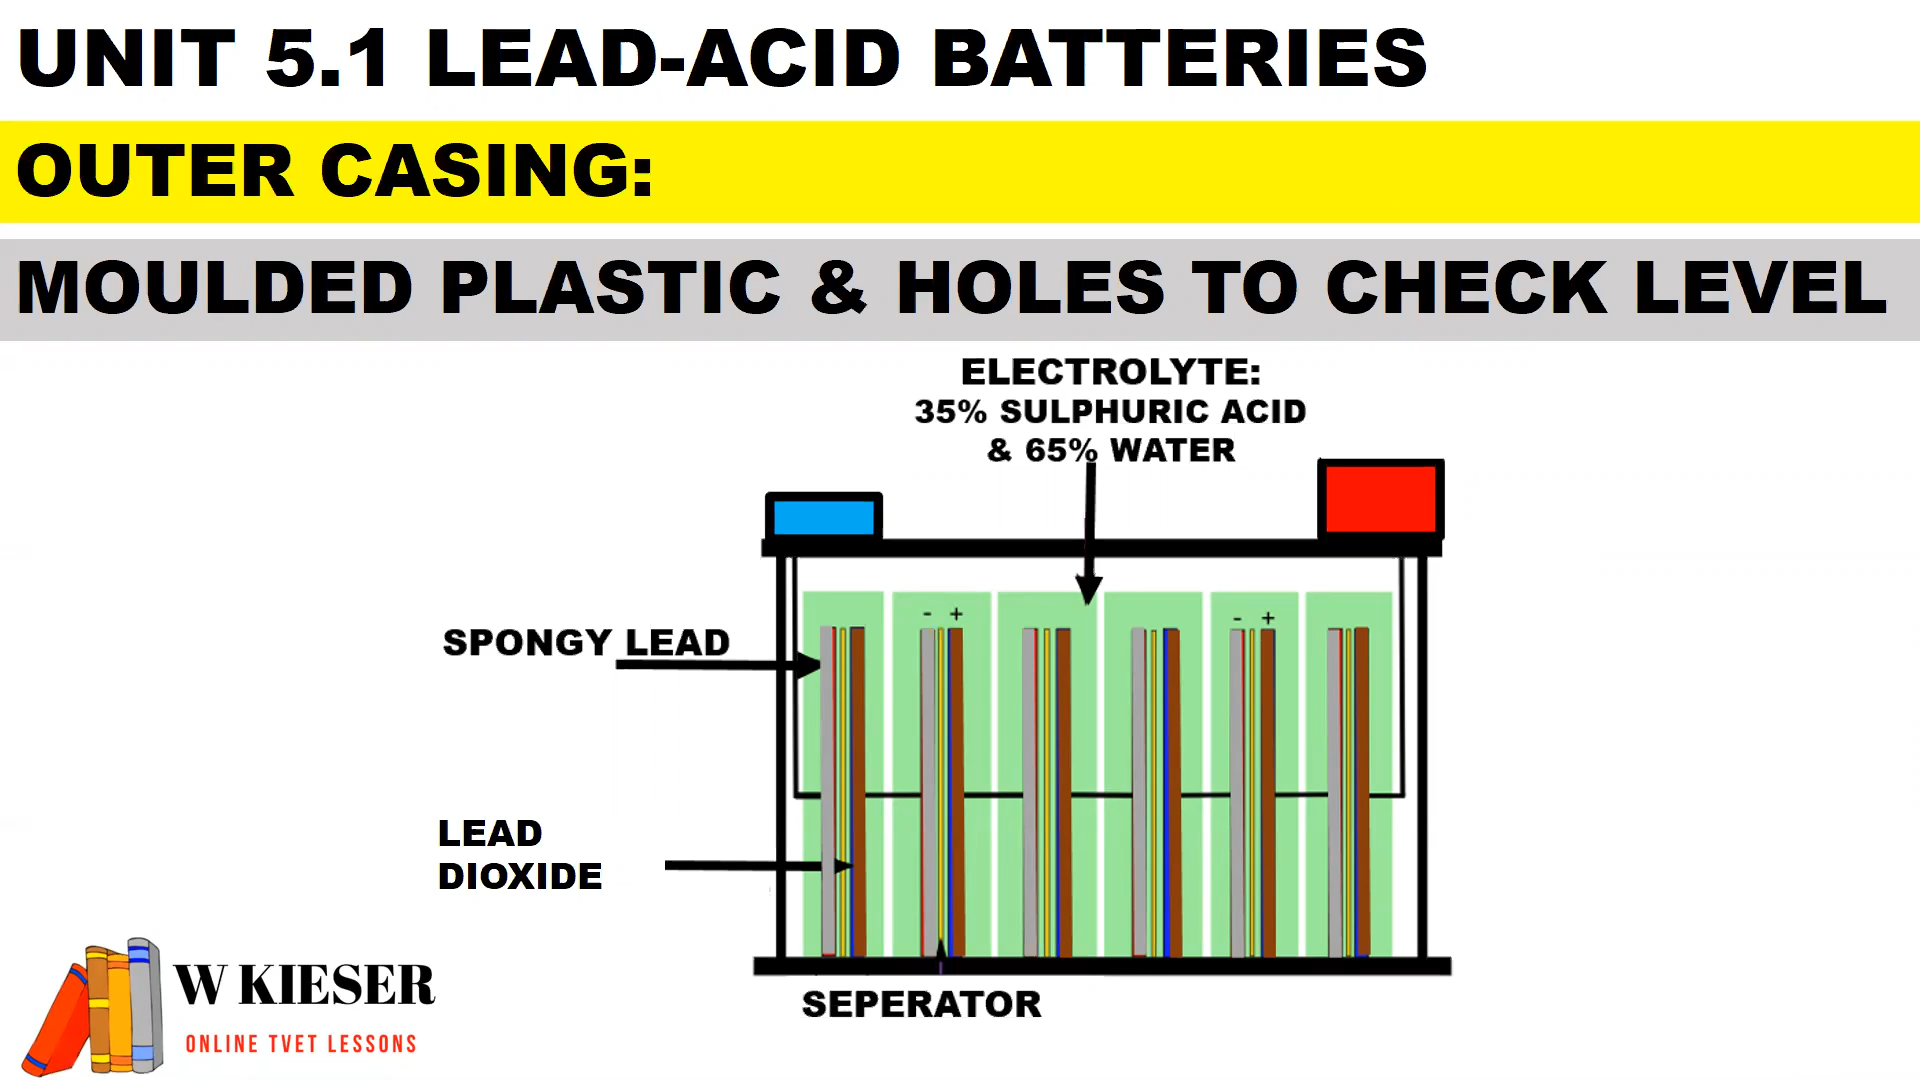 UNIT 5.1 LEAD-ACID BATTERIES
OUTER CASING:
MOULDED PLASTIC & HOLES TO CHECK LEVEL
ELECTROLYTE:
35% SULPHURIC ACID
& 65% WATER
- +
- +
SPONGY LEAD
LEAD
DIOXIDE
SEPERATOR
W KIESER
ONLINE TVET LESSONS